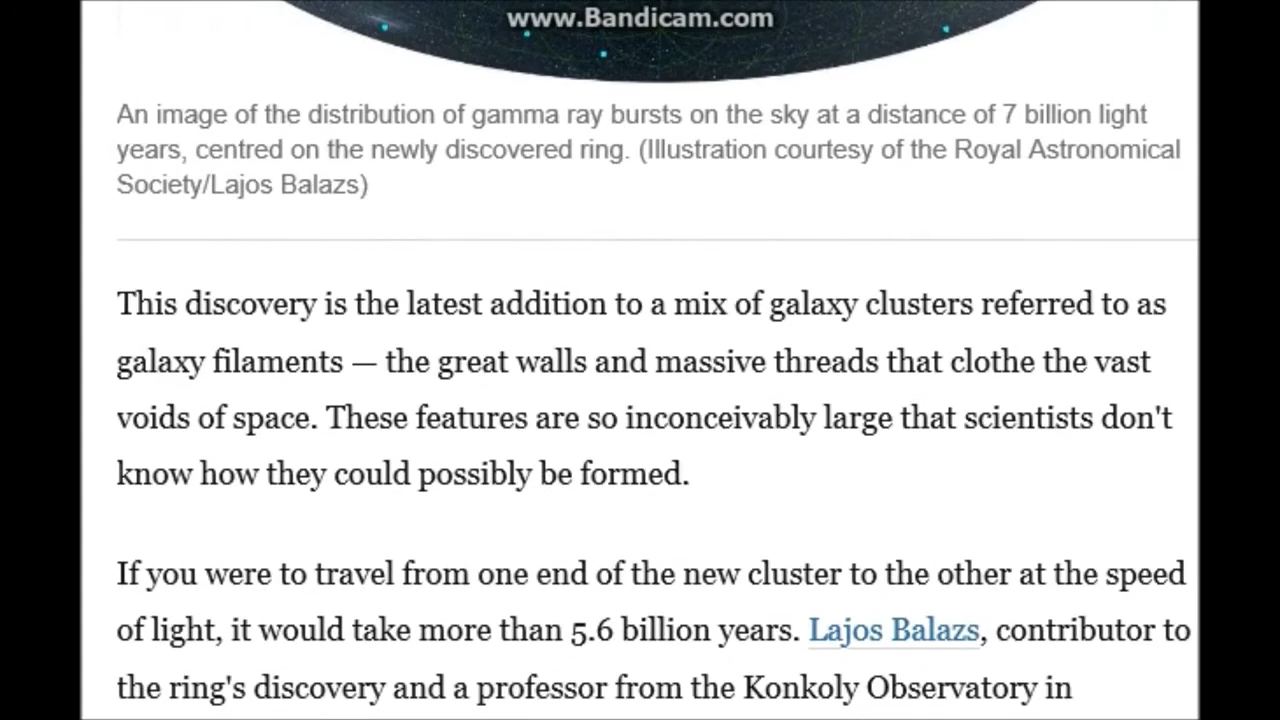 www.Bandicam.com
An image of the distribution of gamma ray bursts on the sky at a distance of 7 billion light
years, centred on the newly discovered ring. (Illustration courtesy of the Royal Astronomical
Society/Lajos Balazs)
This discovery is the latest addition to a mix of galaxy clusters referred to as
galaxy filaments — the great walls and massive threads that clothe the vast
voids of space. These features are so inconceivably large that scientists don't
know how they could possibly be formed.
If you were to travel from one end of the new cluster to the other at the speed
of light, it would take more than 5.6 billion years. Lajos Balazs, contributor to
the ring's discovery and a professor from the Konkoly Observatory in